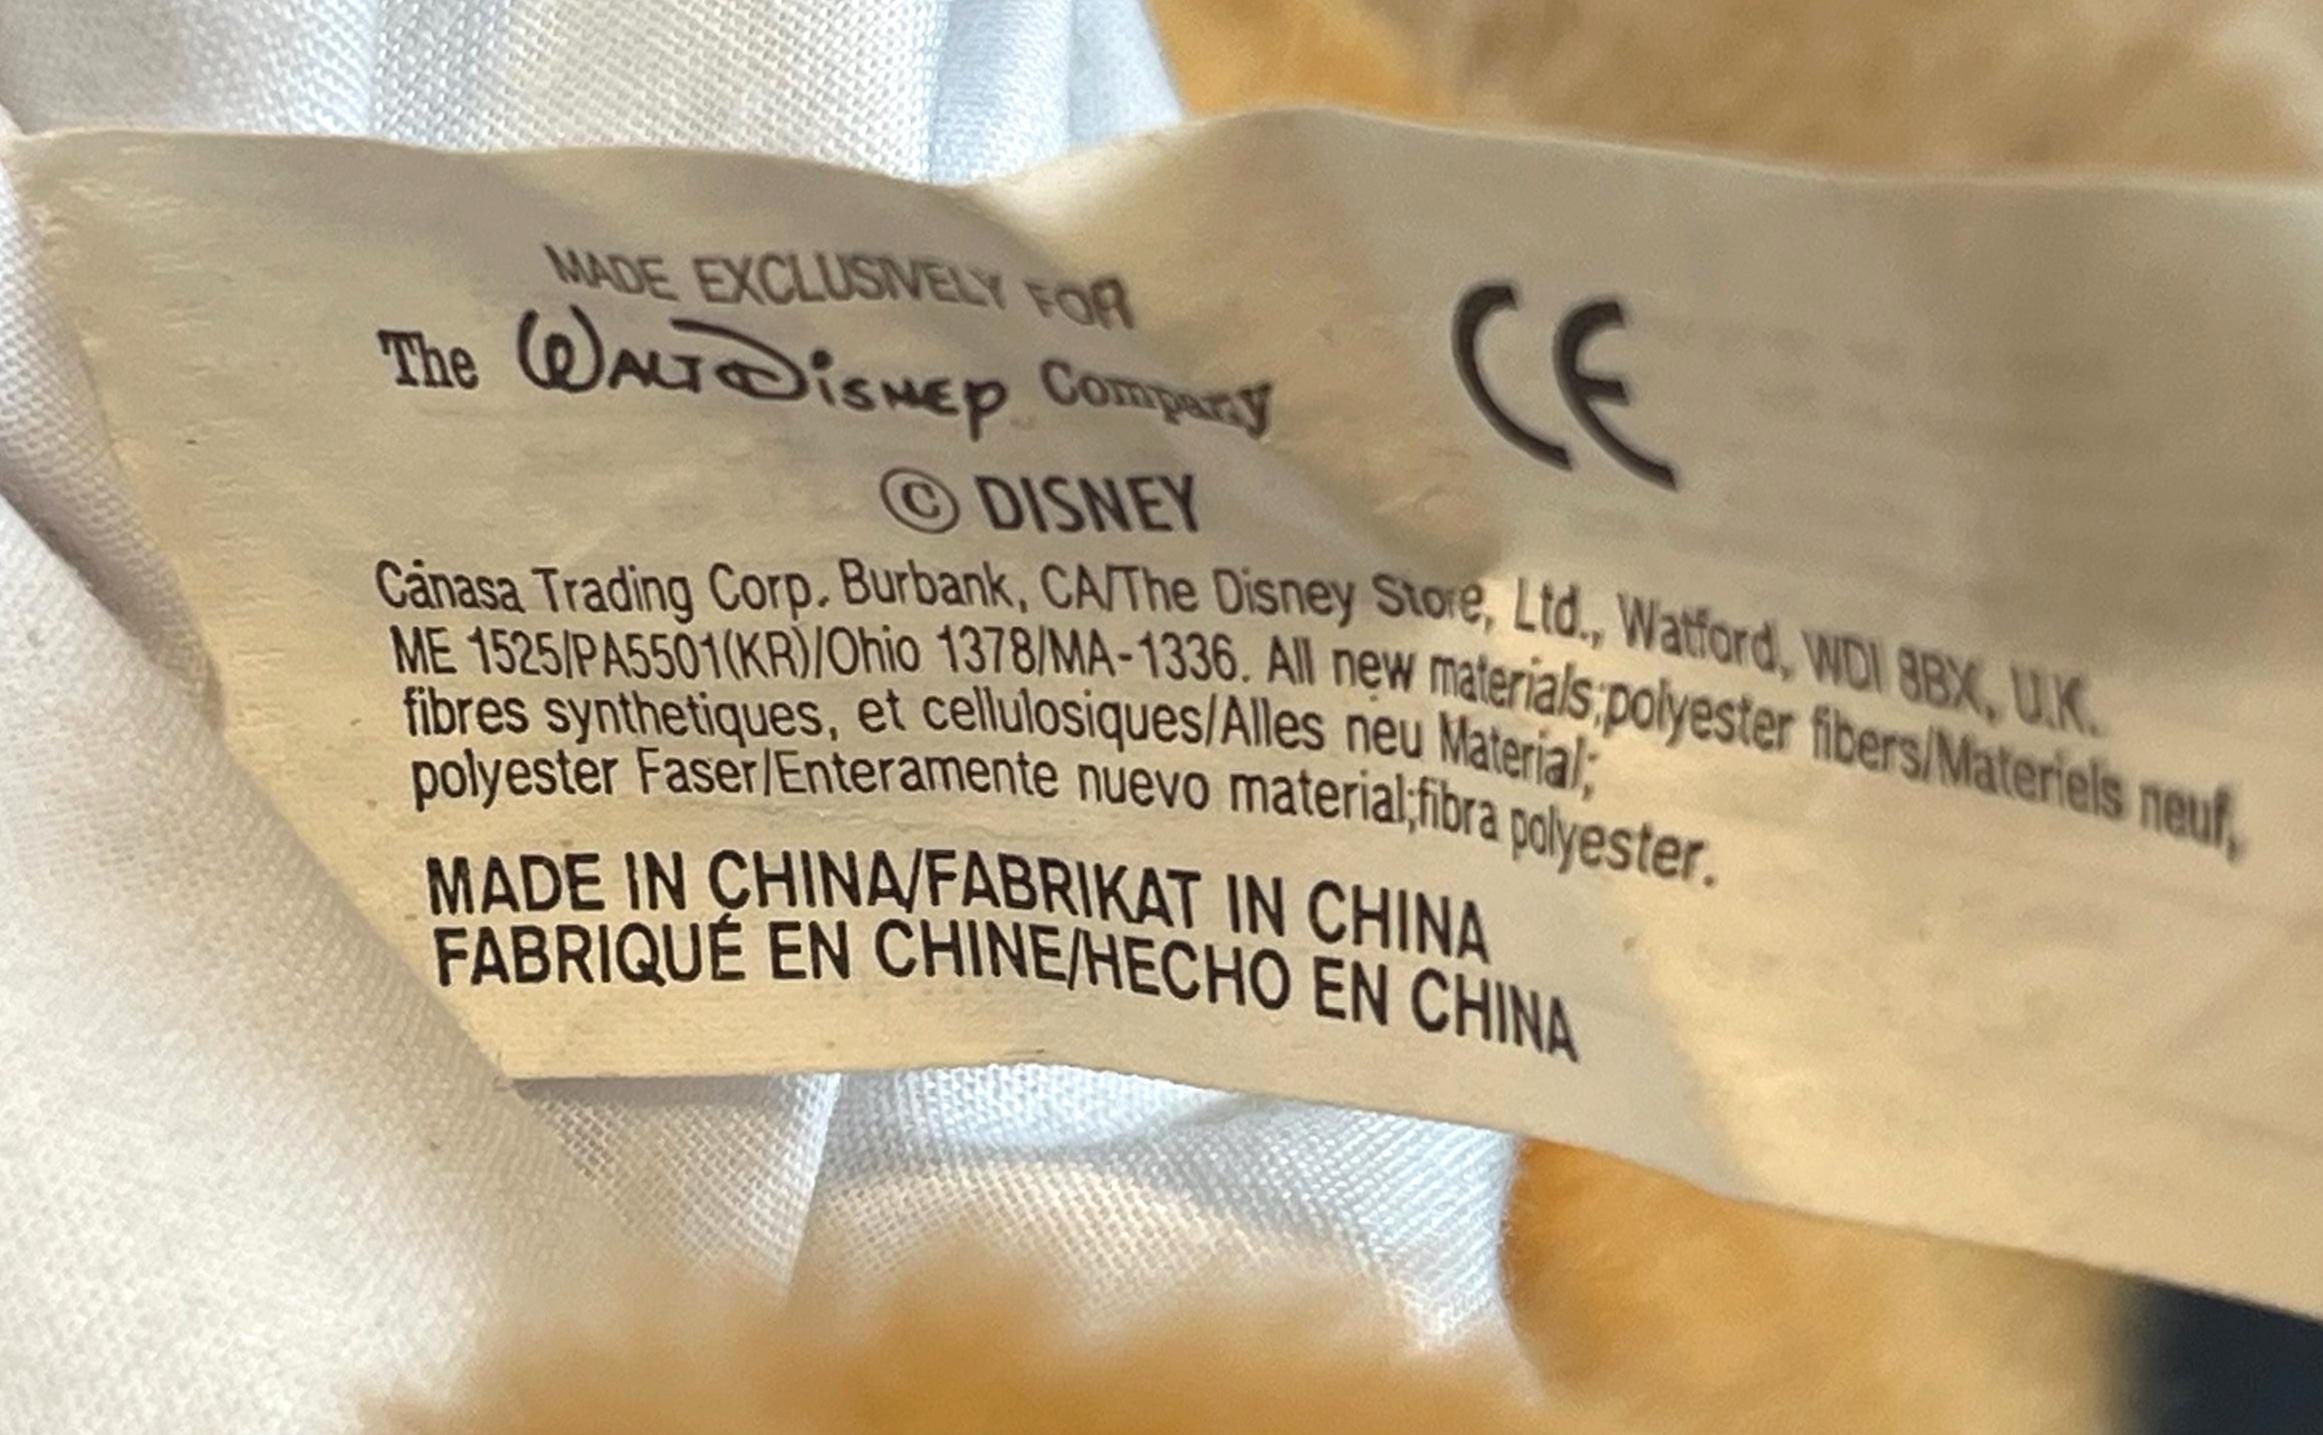 MADE EXCLUSIVELY FOR
The WALT DISNEY Company
CE
© DISNEY
Canasa Trading Corp. Burbank, CA/The Disney Store, Ltd., Watford, WDI 8BX, U.K.
ME 1525/PA5501(KR)/Ohio 1378/MA-1336. All new materials;polyester fibers/Materiels neuf,
fibres synthetiques, et cellulosiques/Alles neu Material;
polyester Faser/Enteramente nuevo material;fibra polyester.
MADE IN CHINA/FABRIKAT IN CHINA
FABRIQUÉ EN CHINE/HECHO EN CHINA